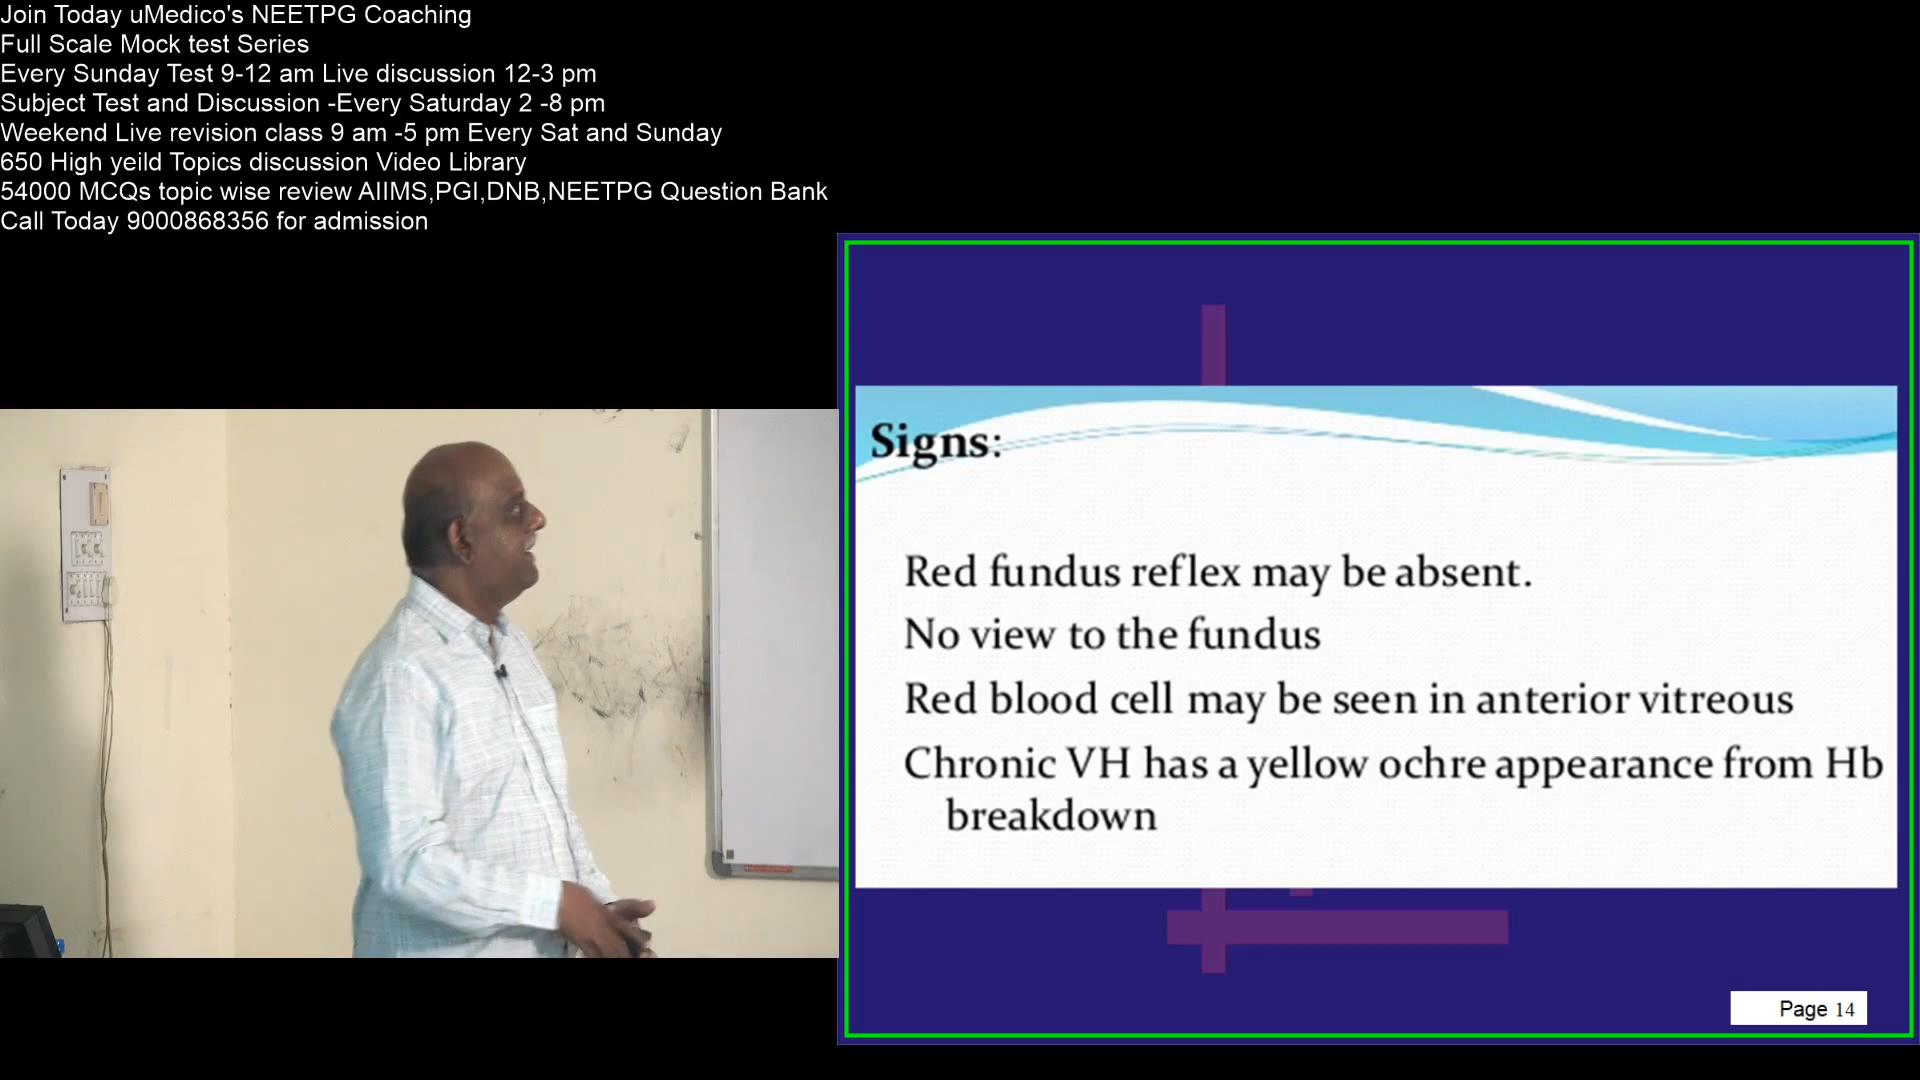 Join Today uMedico's NEETPG Coaching
Full Scale Mock test Series
Every Sunday Test 9-12 am Live discussion 12-3 pm
Subject Test and Discussion -Every Saturday 2 -8 pm
Weekend Live revision class 9 am -5 pm Every Sat and Sunday
650 High yeild Topics discussion Video Library
54000 MCQs topic wise review AIIMS,PGI,DNB,NEETPG Question Bank
Call Today 9000868356 for admission
Signs:
Red fundus reflex may be absent.
No view to the fundus
Red blood cell may be seen in anterior vitreous
Chronic VH has a yellow ochre appearance from Hb
breakdown
Page 14